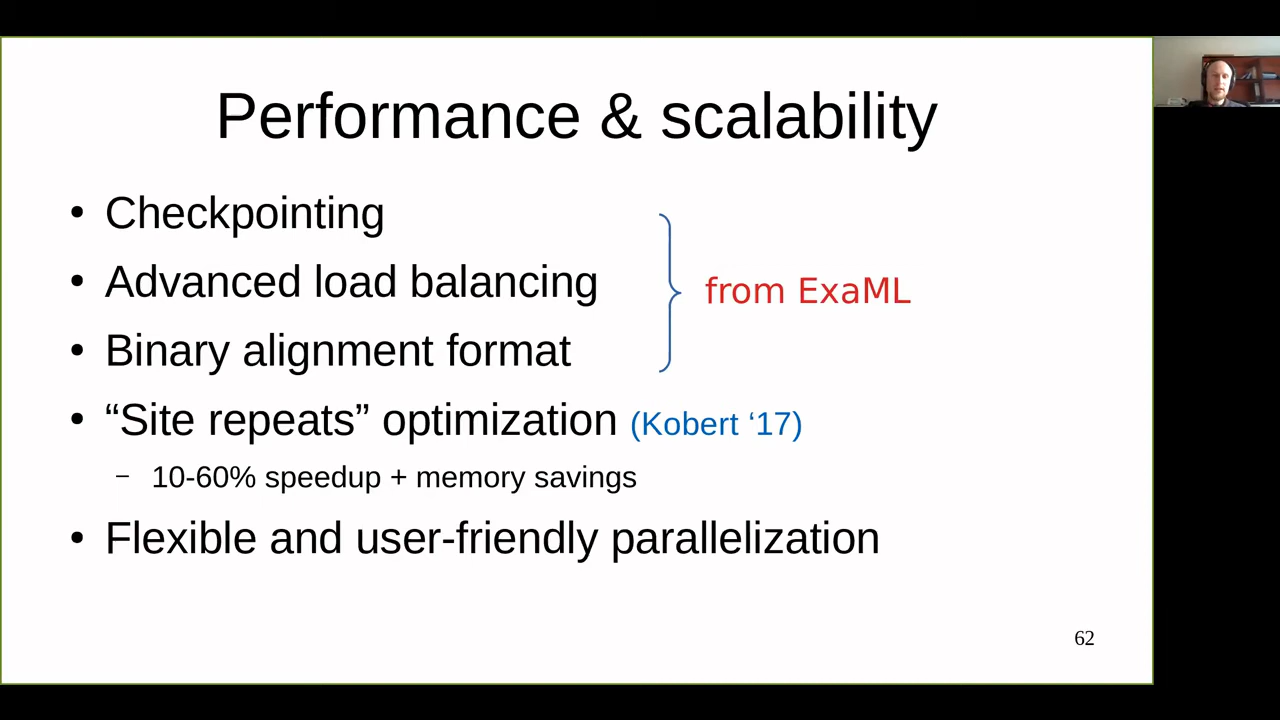 Performance & scalability
• Checkpointing
• Advanced load balancing
• Binary alignment format
from ExaML
• “Site repeats” optimization (Kobert ‘17)
– 10-60% speedup + memory savings
• Flexible and user-friendly parallelization
62